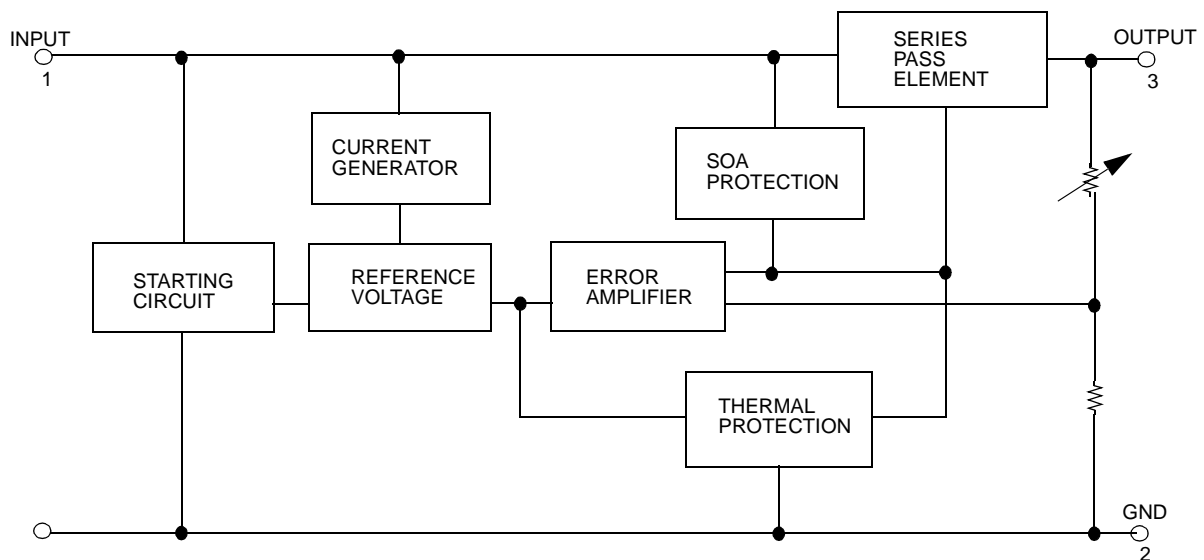 INPUT
1
SERIES
PASS
ELEMENT
OUTPUT
3
CURRENT
GENERATOR
SOA
PROTECTION
STARTING
CIRCUIT
REFERENCE
VOLTAGE
ERROR
AMPLIFIER
THERMAL
PROTECTION
GND
2